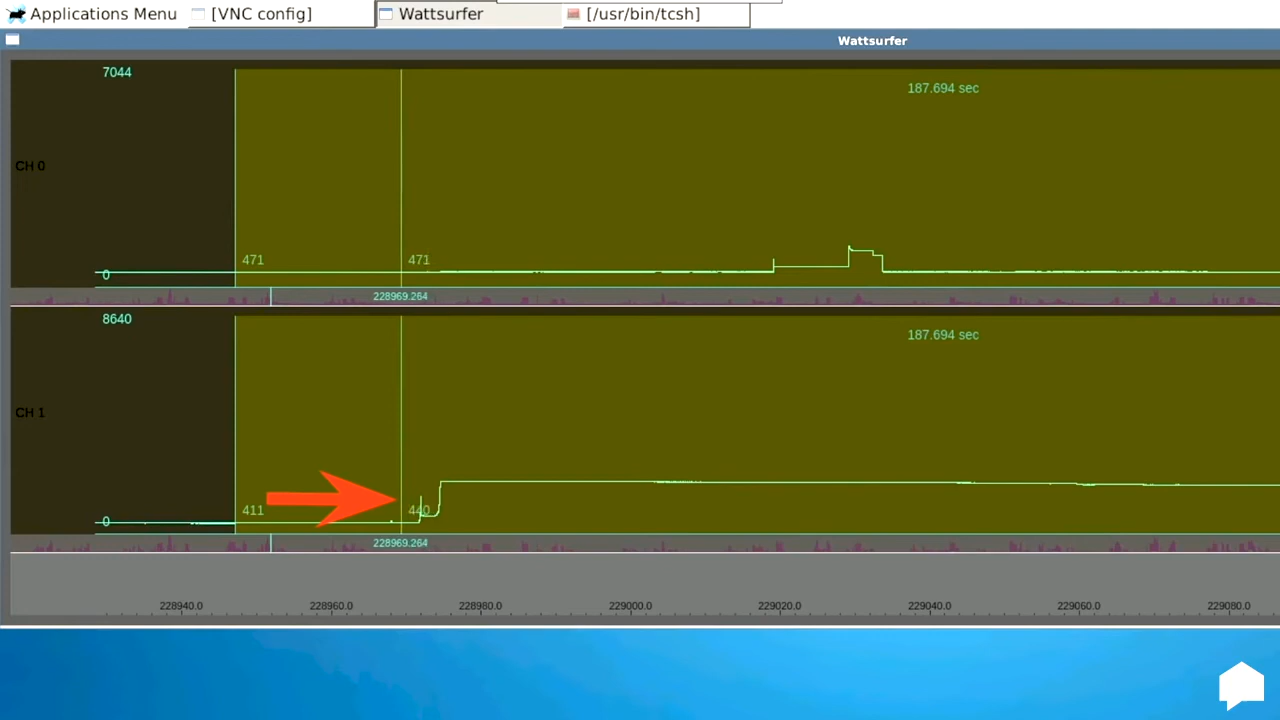 Applications Menu [VNC config] Wattsurfer [/usr/bin/tcsh]
Wattsurfer
7044
187.694 sec
CH 0
471 471
0
228969.264
8640
187.694 sec
CH 1
411 440
0
228969.264
228940.0 228960.0 228980.0 229000.0 229020.0 229040.0 229060.0 229080.0